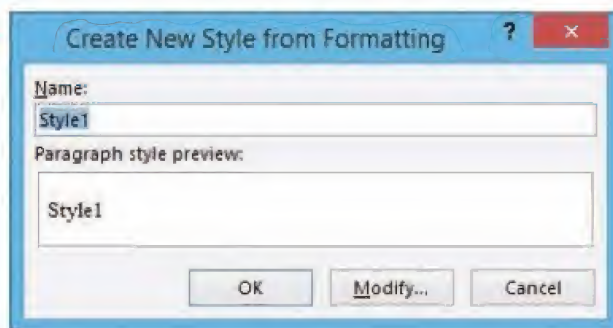 Create New Style from Formatting ? ×
Name:
Style1
Paragraph style preview:
Style1
OK Modify... Cancel